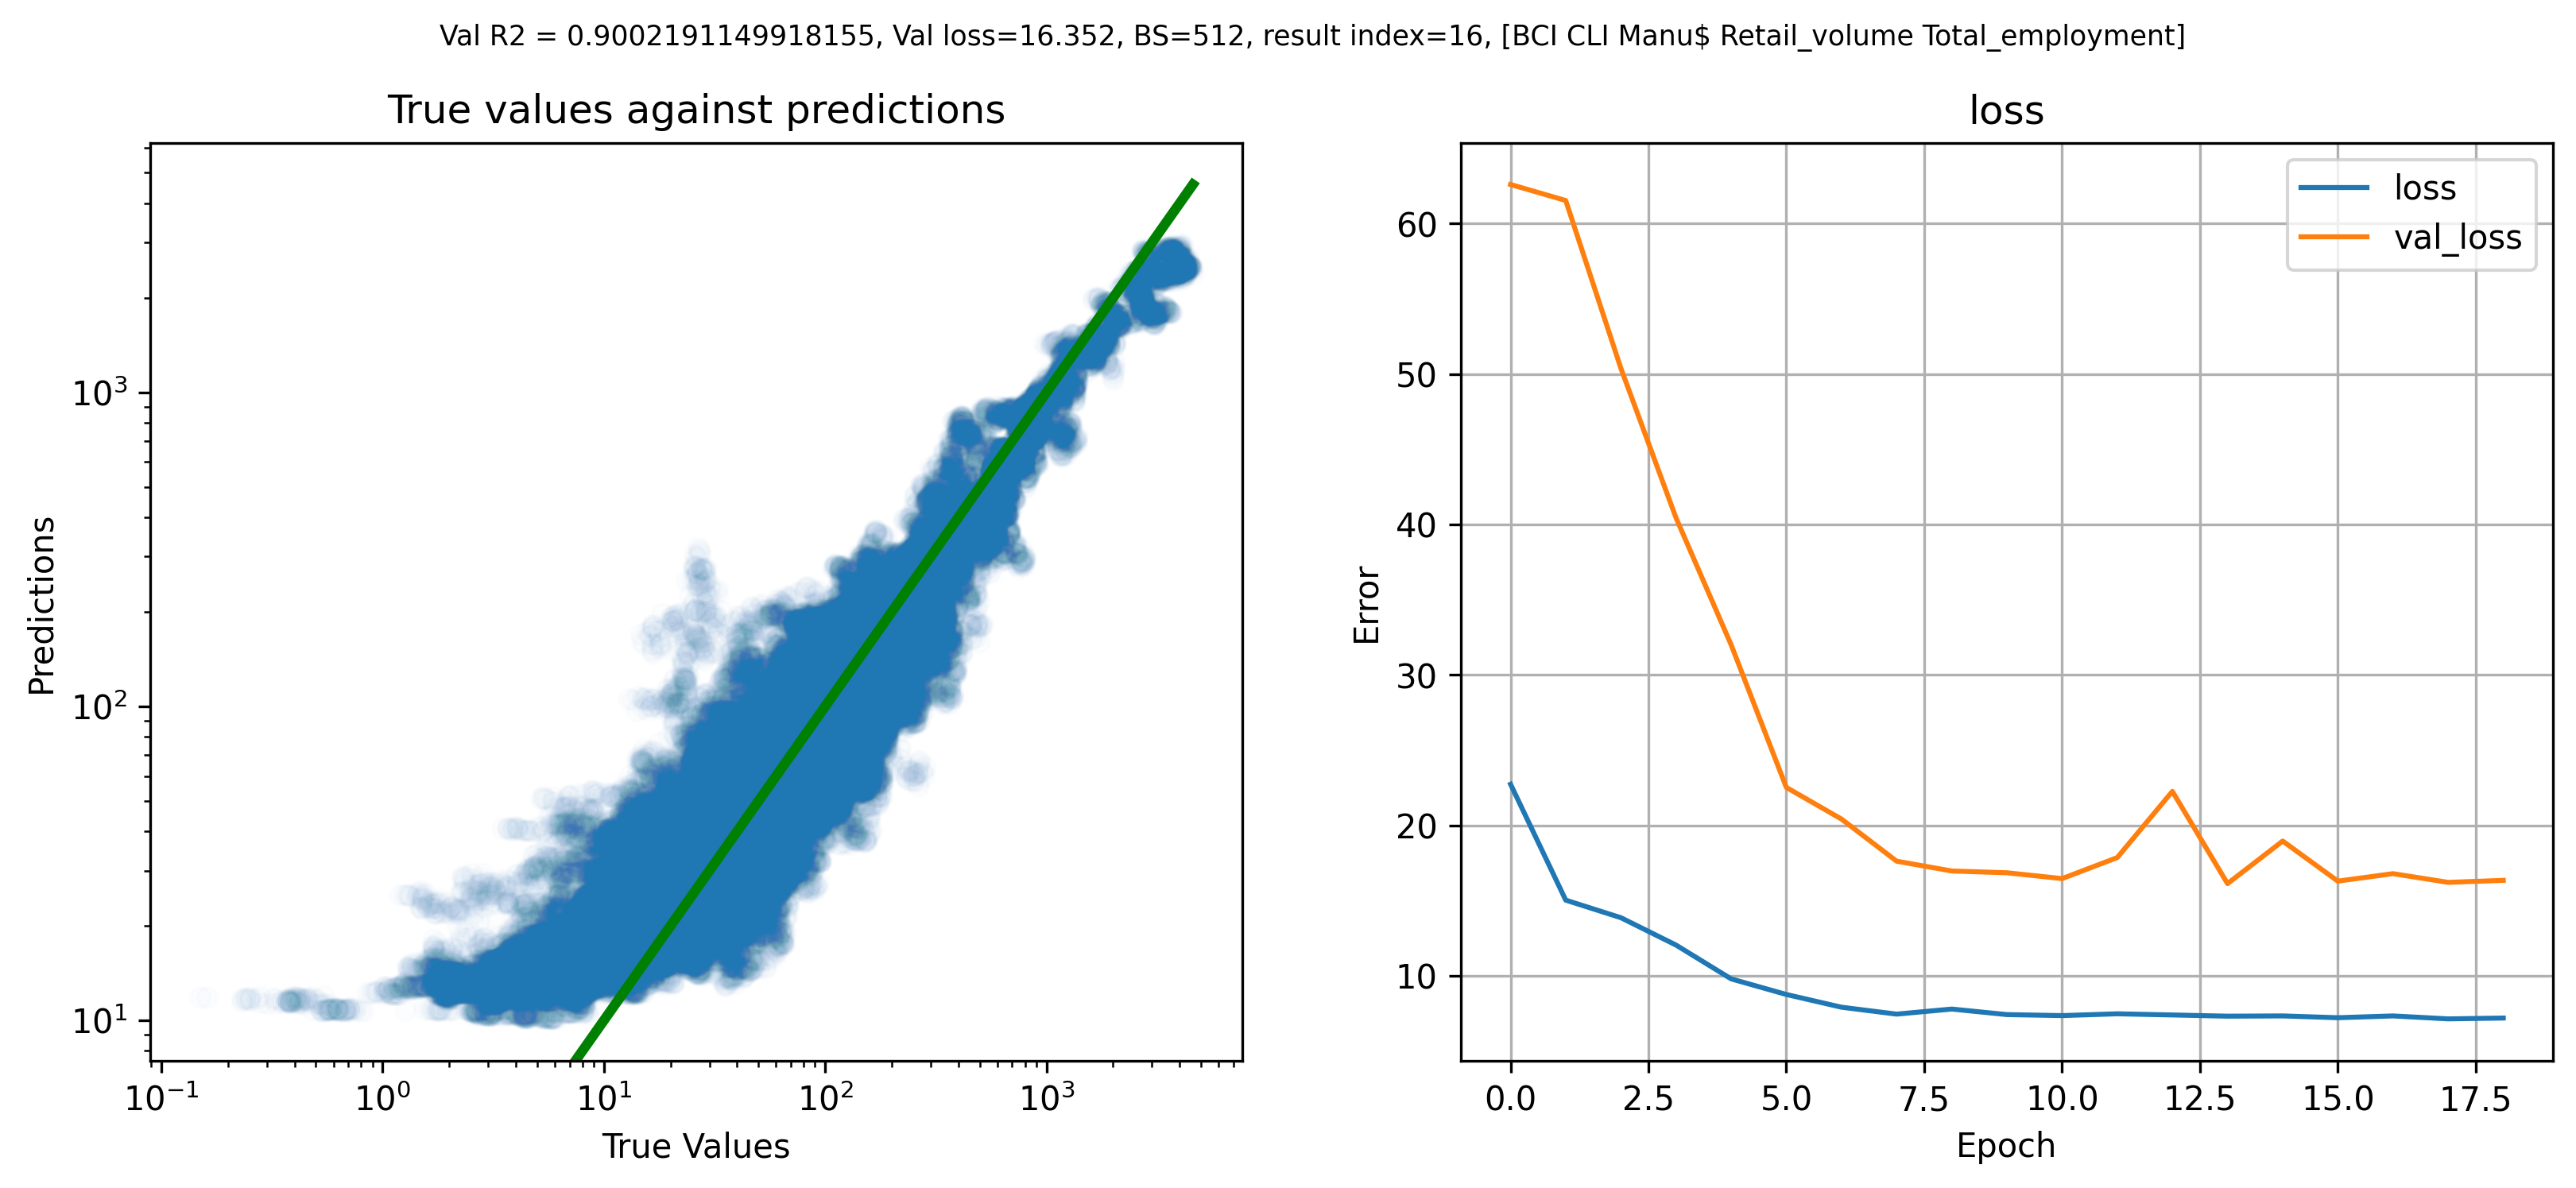 Val R2 = 0.9002191149918155, Val loss=16.352, BS=512, result index=16, [BCI CLI Manu$ Retail_volume Total_employment]
True values against predictions
Predictions
10³
10²
10¹
10⁻¹ 10⁰ 10¹ 10² 10³
True Values
loss
Error
60
50
40
30
20
10
0.0 2.5 5.0 7.5 10.0 12.5 15.0 17.5
Epoch
loss
val_loss